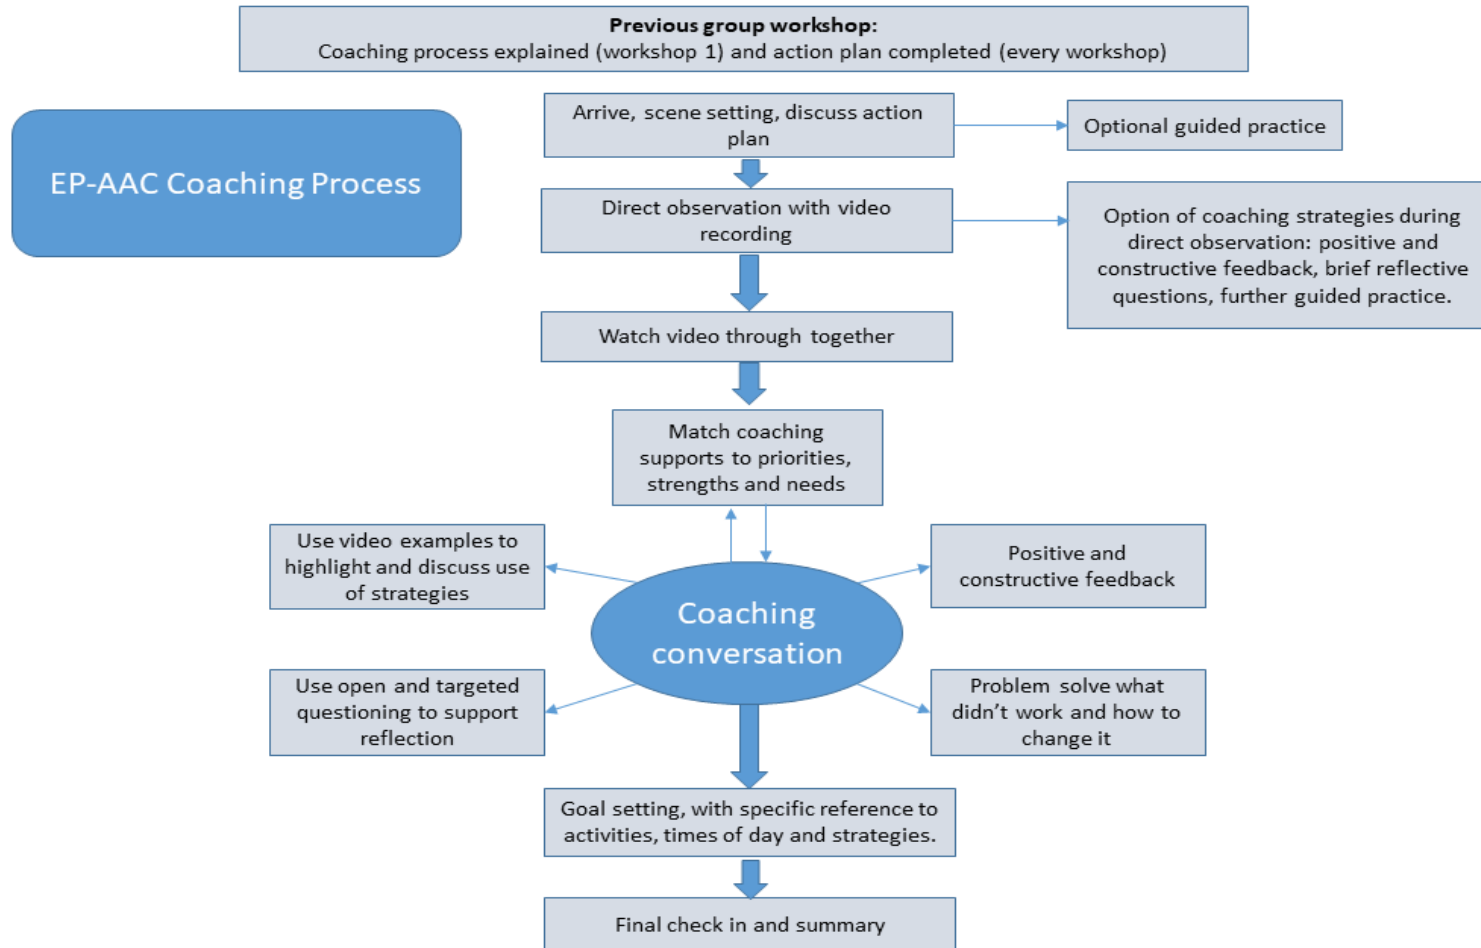 Previous group workshop:
Coaching process explained (workshop 1) and action plan completed (every workshop)
EP-AAC Coaching Process
Arrive, scene setting, discuss action
plan
Optional guided practice
Direct observation with video
recording
Option of coaching strategies during
direct observation: positive and
constructive feedback, brief reflective
questions, further guided practice.
Watch video through together
Match coaching
supports to priorities,
strengths and needs
Use video examples to
highlight and discuss use
of strategies
Positive and
constructive feedback
Coaching
conversation
Use open and targeted
questioning to support
reflection
Problem solve what
didn’t work and how to
change it
Goal setting, with specific reference to
activities, times of day and strategies.
Final check in and summary